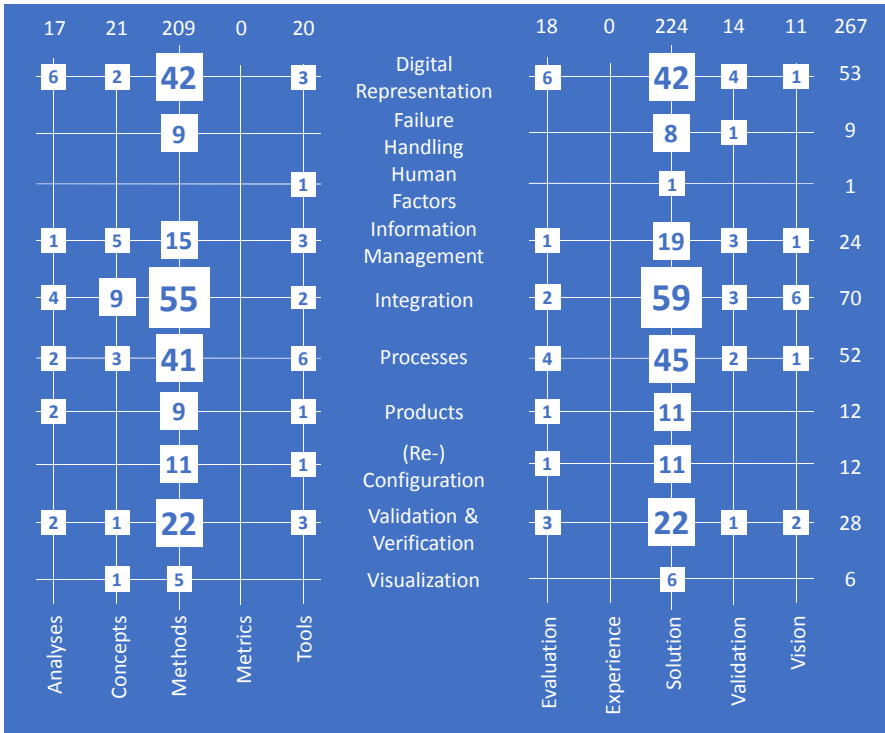 17 21 209 0 20 18 0 224 14 11 267
6 2 42 3 Digital Representation 6 42 4 1 53
9 Failure Handling 8 1 9
1 Human Factors 1 1
1 5 15 3 Information Management 1 19 3 1 24
4 9 55 2 Integration 2 59 3 6 70
2 3 41 6 Processes 4 45 2 1 52
2 9 1 Products 1 11 12
11 1 (Re-) Configuration 1 11 12
2 1 22 3 Validation & Verification 3 22 1 2 28
1 5 Visualization 6 6
Analyses Concepts Methods Metrics Tools Evaluation Experience Solution Validation Vision